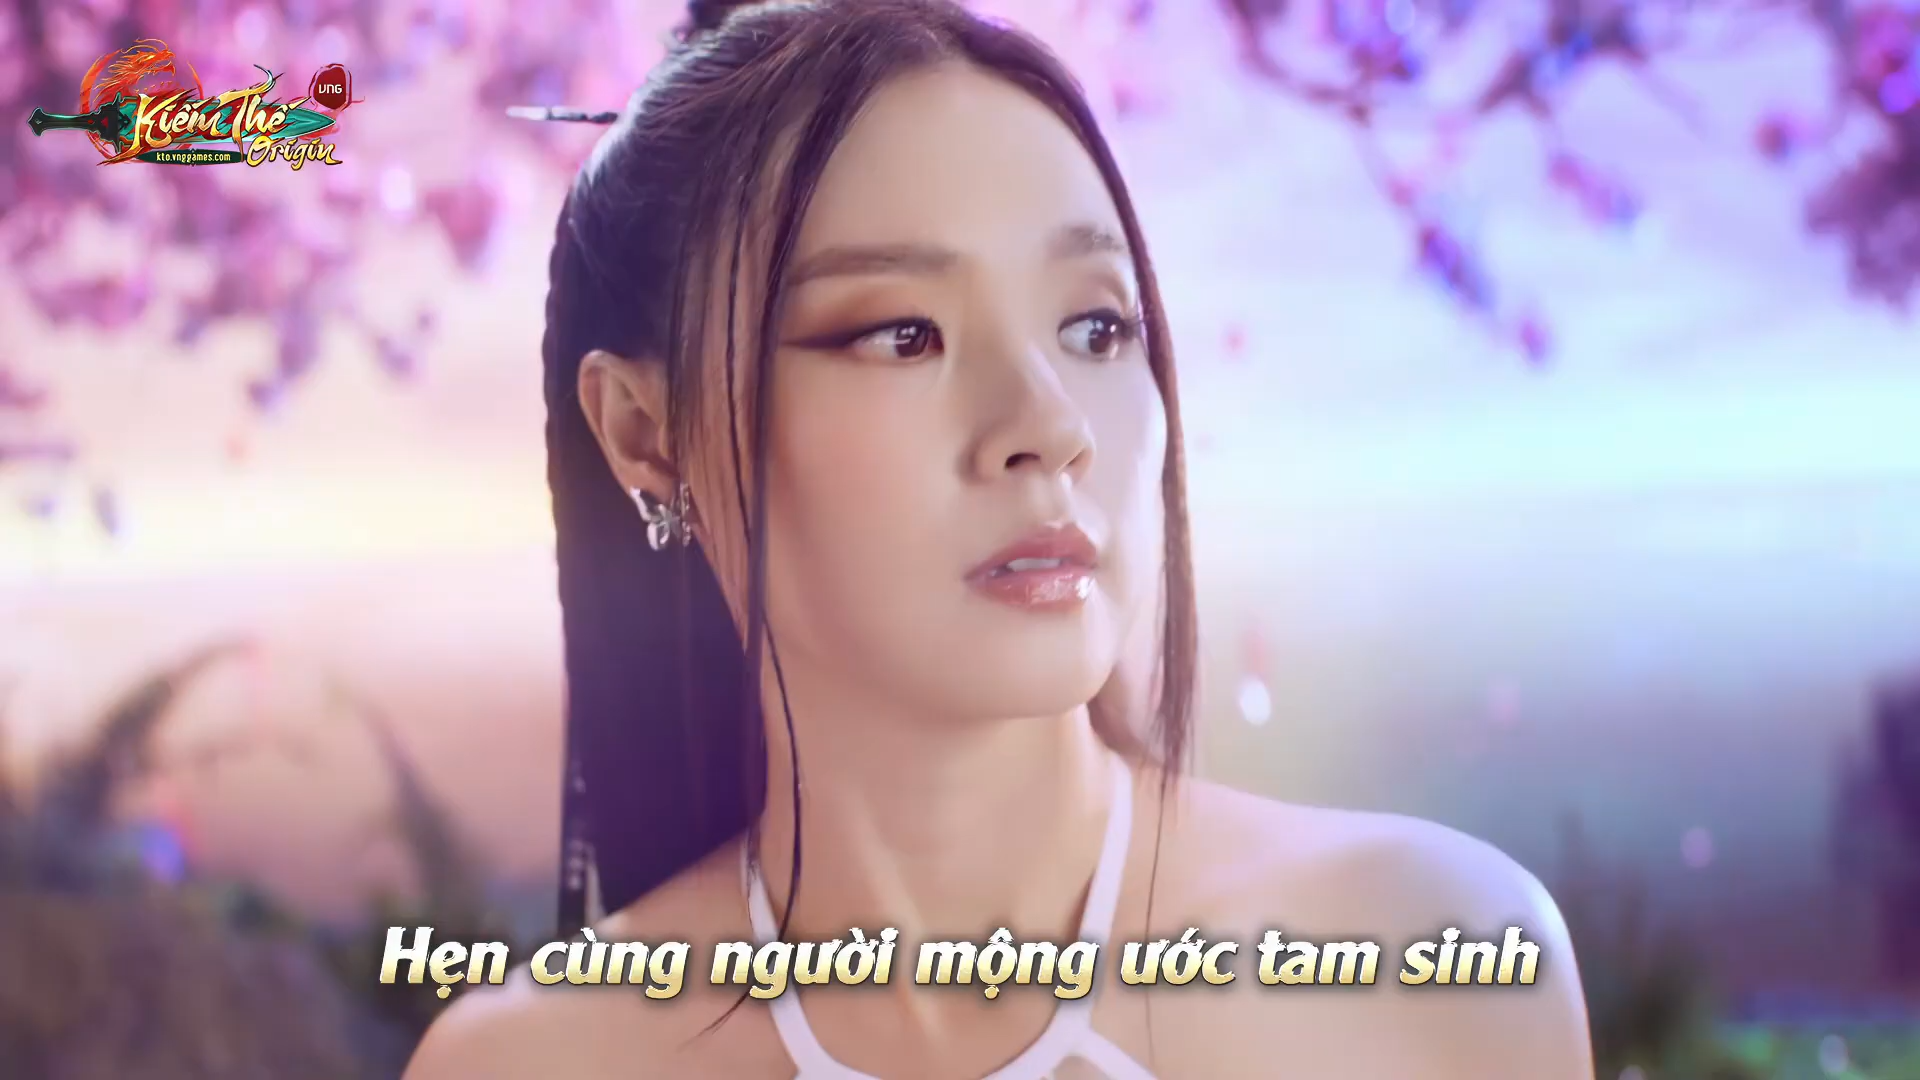 VNG
Kiếm Thế
Origin
kto.vnggames.com
Hẹn cùng người mộng ước tam sinh